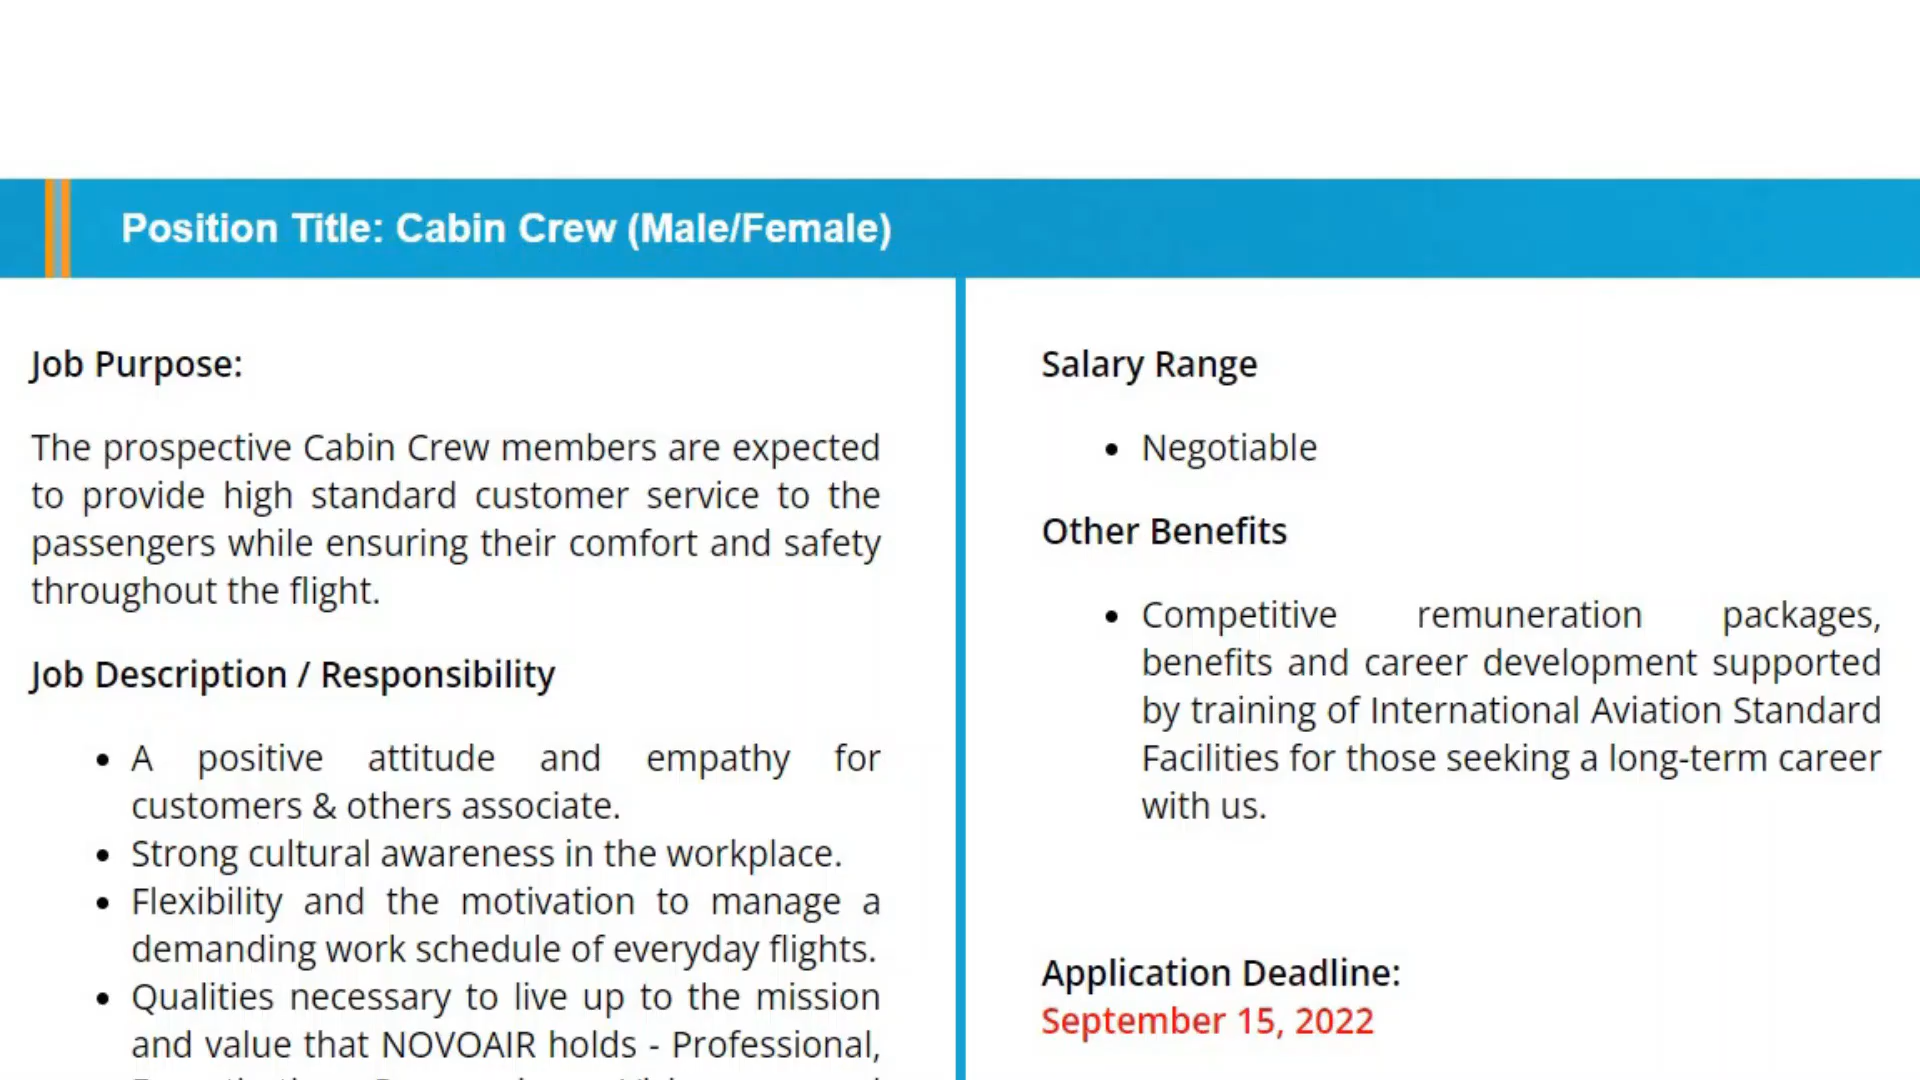 Position Title: Cabin Crew (Male/Female)
Job Purpose:
The prospective Cabin Crew members are expected
to provide high standard customer service to the
passengers while ensuring their comfort and safety
throughout the flight.
Job Description / Responsibility
• A positive attitude and empathy for
customers & others associate.
• Strong cultural awareness in the workplace.
• Flexibility and the motivation to manage a
demanding work schedule of everyday flights.
• Qualities necessary to live up to the mission
and value that NOVOAIR holds - Professional,
Salary Range
• Negotiable
Other Benefits
• Competitive remuneration packages,
benefits and career development supported
by training of International Aviation Standard
Facilities for those seeking a long-term career
with us.
Application Deadline:
September 15, 2022